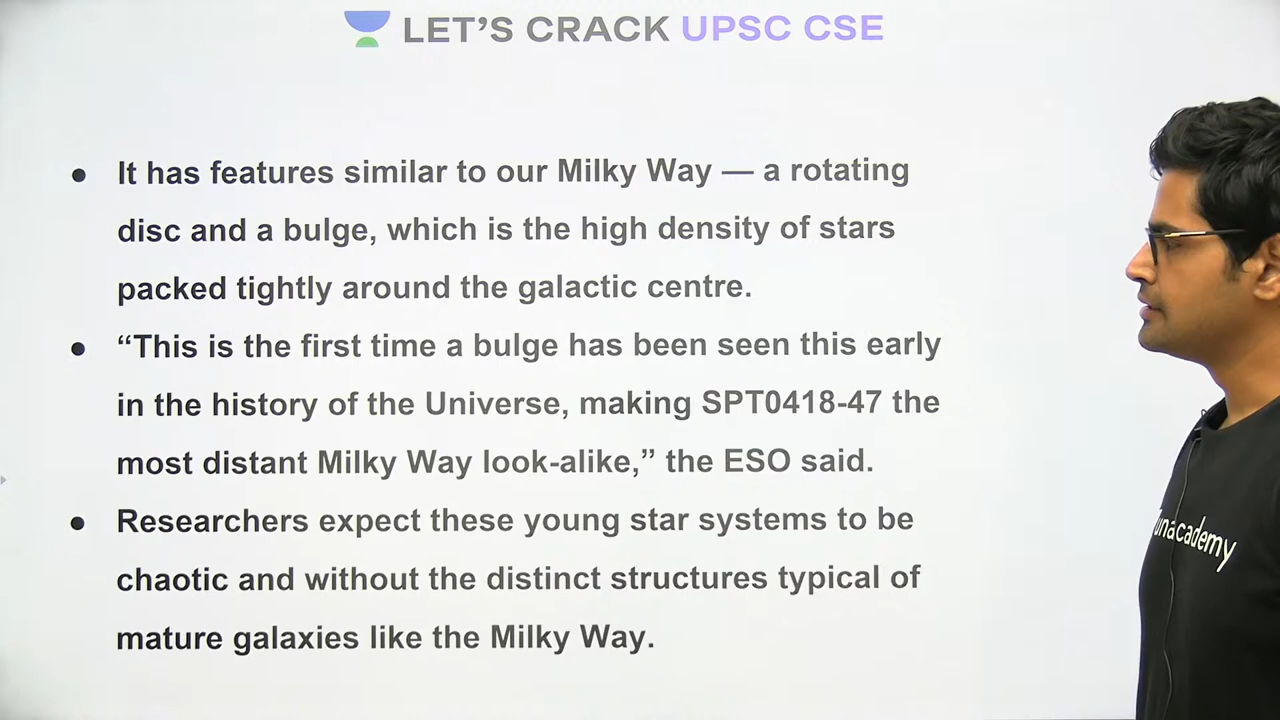 LET'S CRACK UPSC CSE
● It has features similar to our Milky Way — a rotating
disc and a bulge, which is the high density of stars
packed tightly around the galactic centre.
● “This is the first time a bulge has been seen this early
in the history of the Universe, making SPT0418-47 the
most distant Milky Way look-alike,” the ESO said.
● Researchers expect these young star systems to be
chaotic and without the distinct structures typical of
mature galaxies like the Milky Way.
unacademy